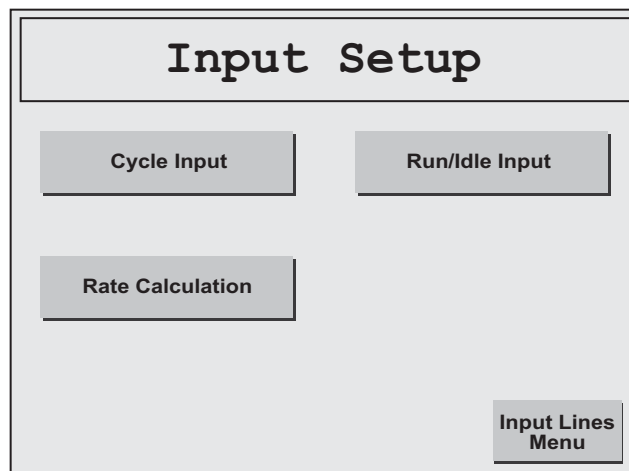 Input Setup
Cycle Input
Run/Idle Input
Rate Calculation
Input Lines
Menu